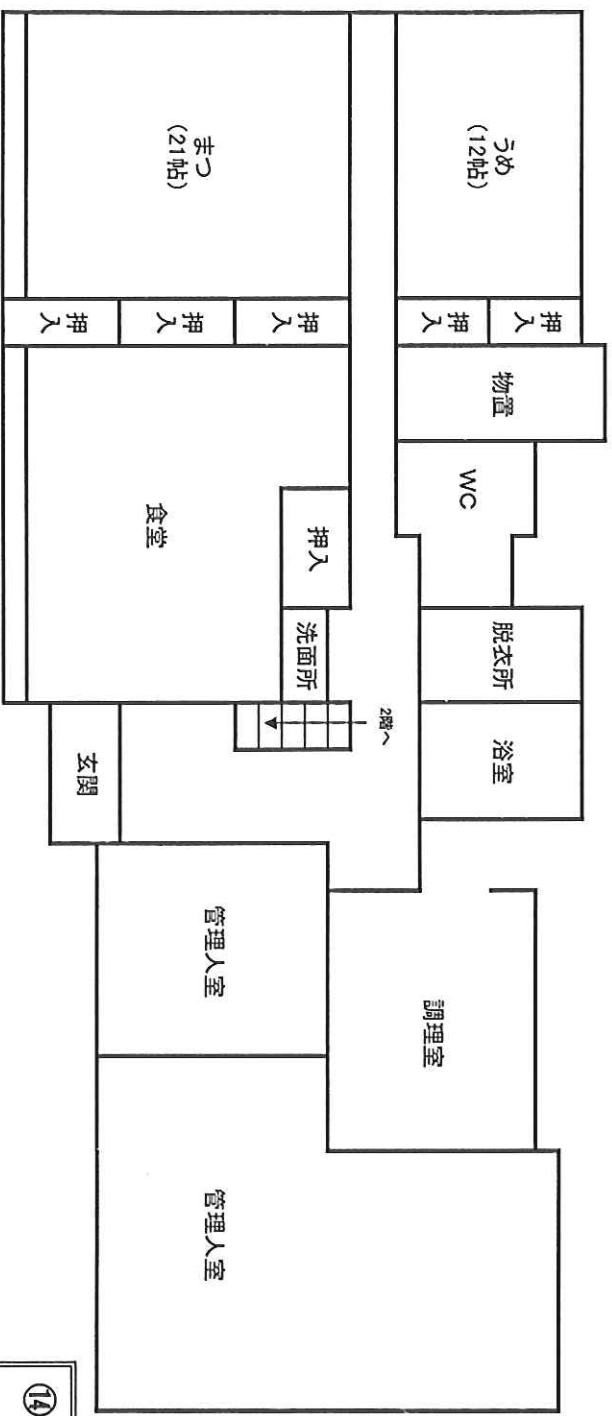 うめ
(12帖)
まつ
(21帖)
押入
押入
押入
押入
押入
物置
WC
食堂
押入
洗面所
脱衣所
浴室
2階へ
玄関
管理人室
調理室
管理人室
⑭